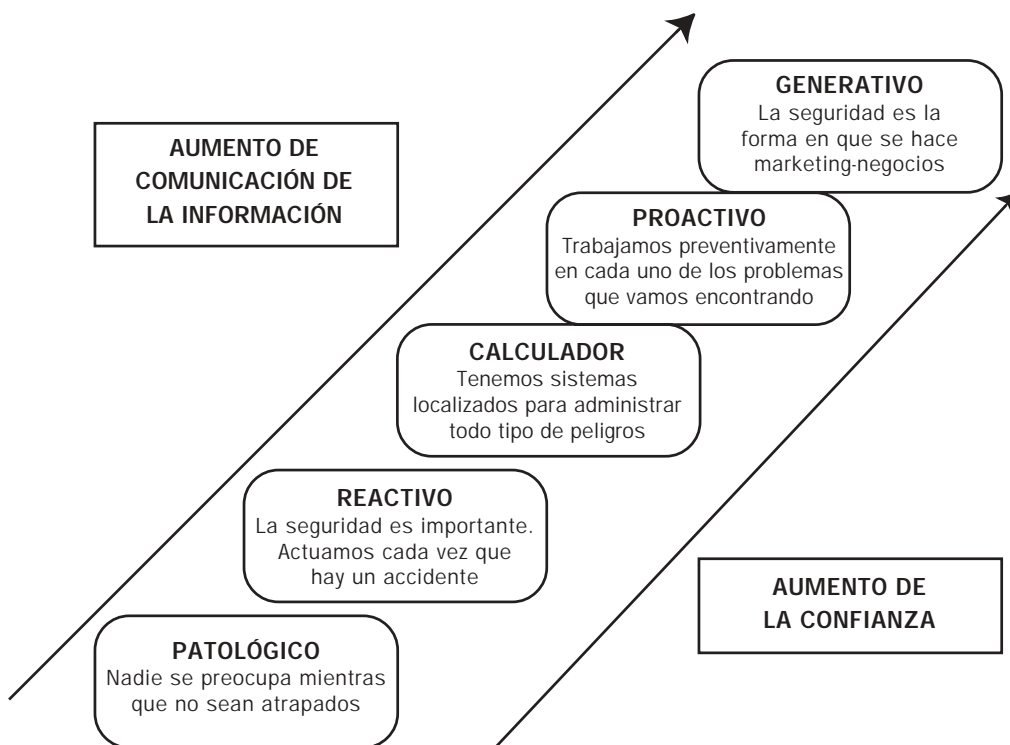 GENERATIVO
La seguridad es la
forma en que se hace
marketing-negocios
AUMENTO DE
COMUNICACIÓN DE
LA INFORMACIÓN
PROACTIVO
Trabajamos preventivamente
en cada uno de los problemas
que vamos encontrando
CALCULADOR
Tenemos sistemas
localizados para administrar
todo tipo de peligros
REACTIVO
La seguridad es importante.
Actuamos cada vez que
hay un accidente
AUMENTO DE
LA CONFIANZA
PATOLÓGICO
Nadie se preocupa mientras
que no sean atrapados